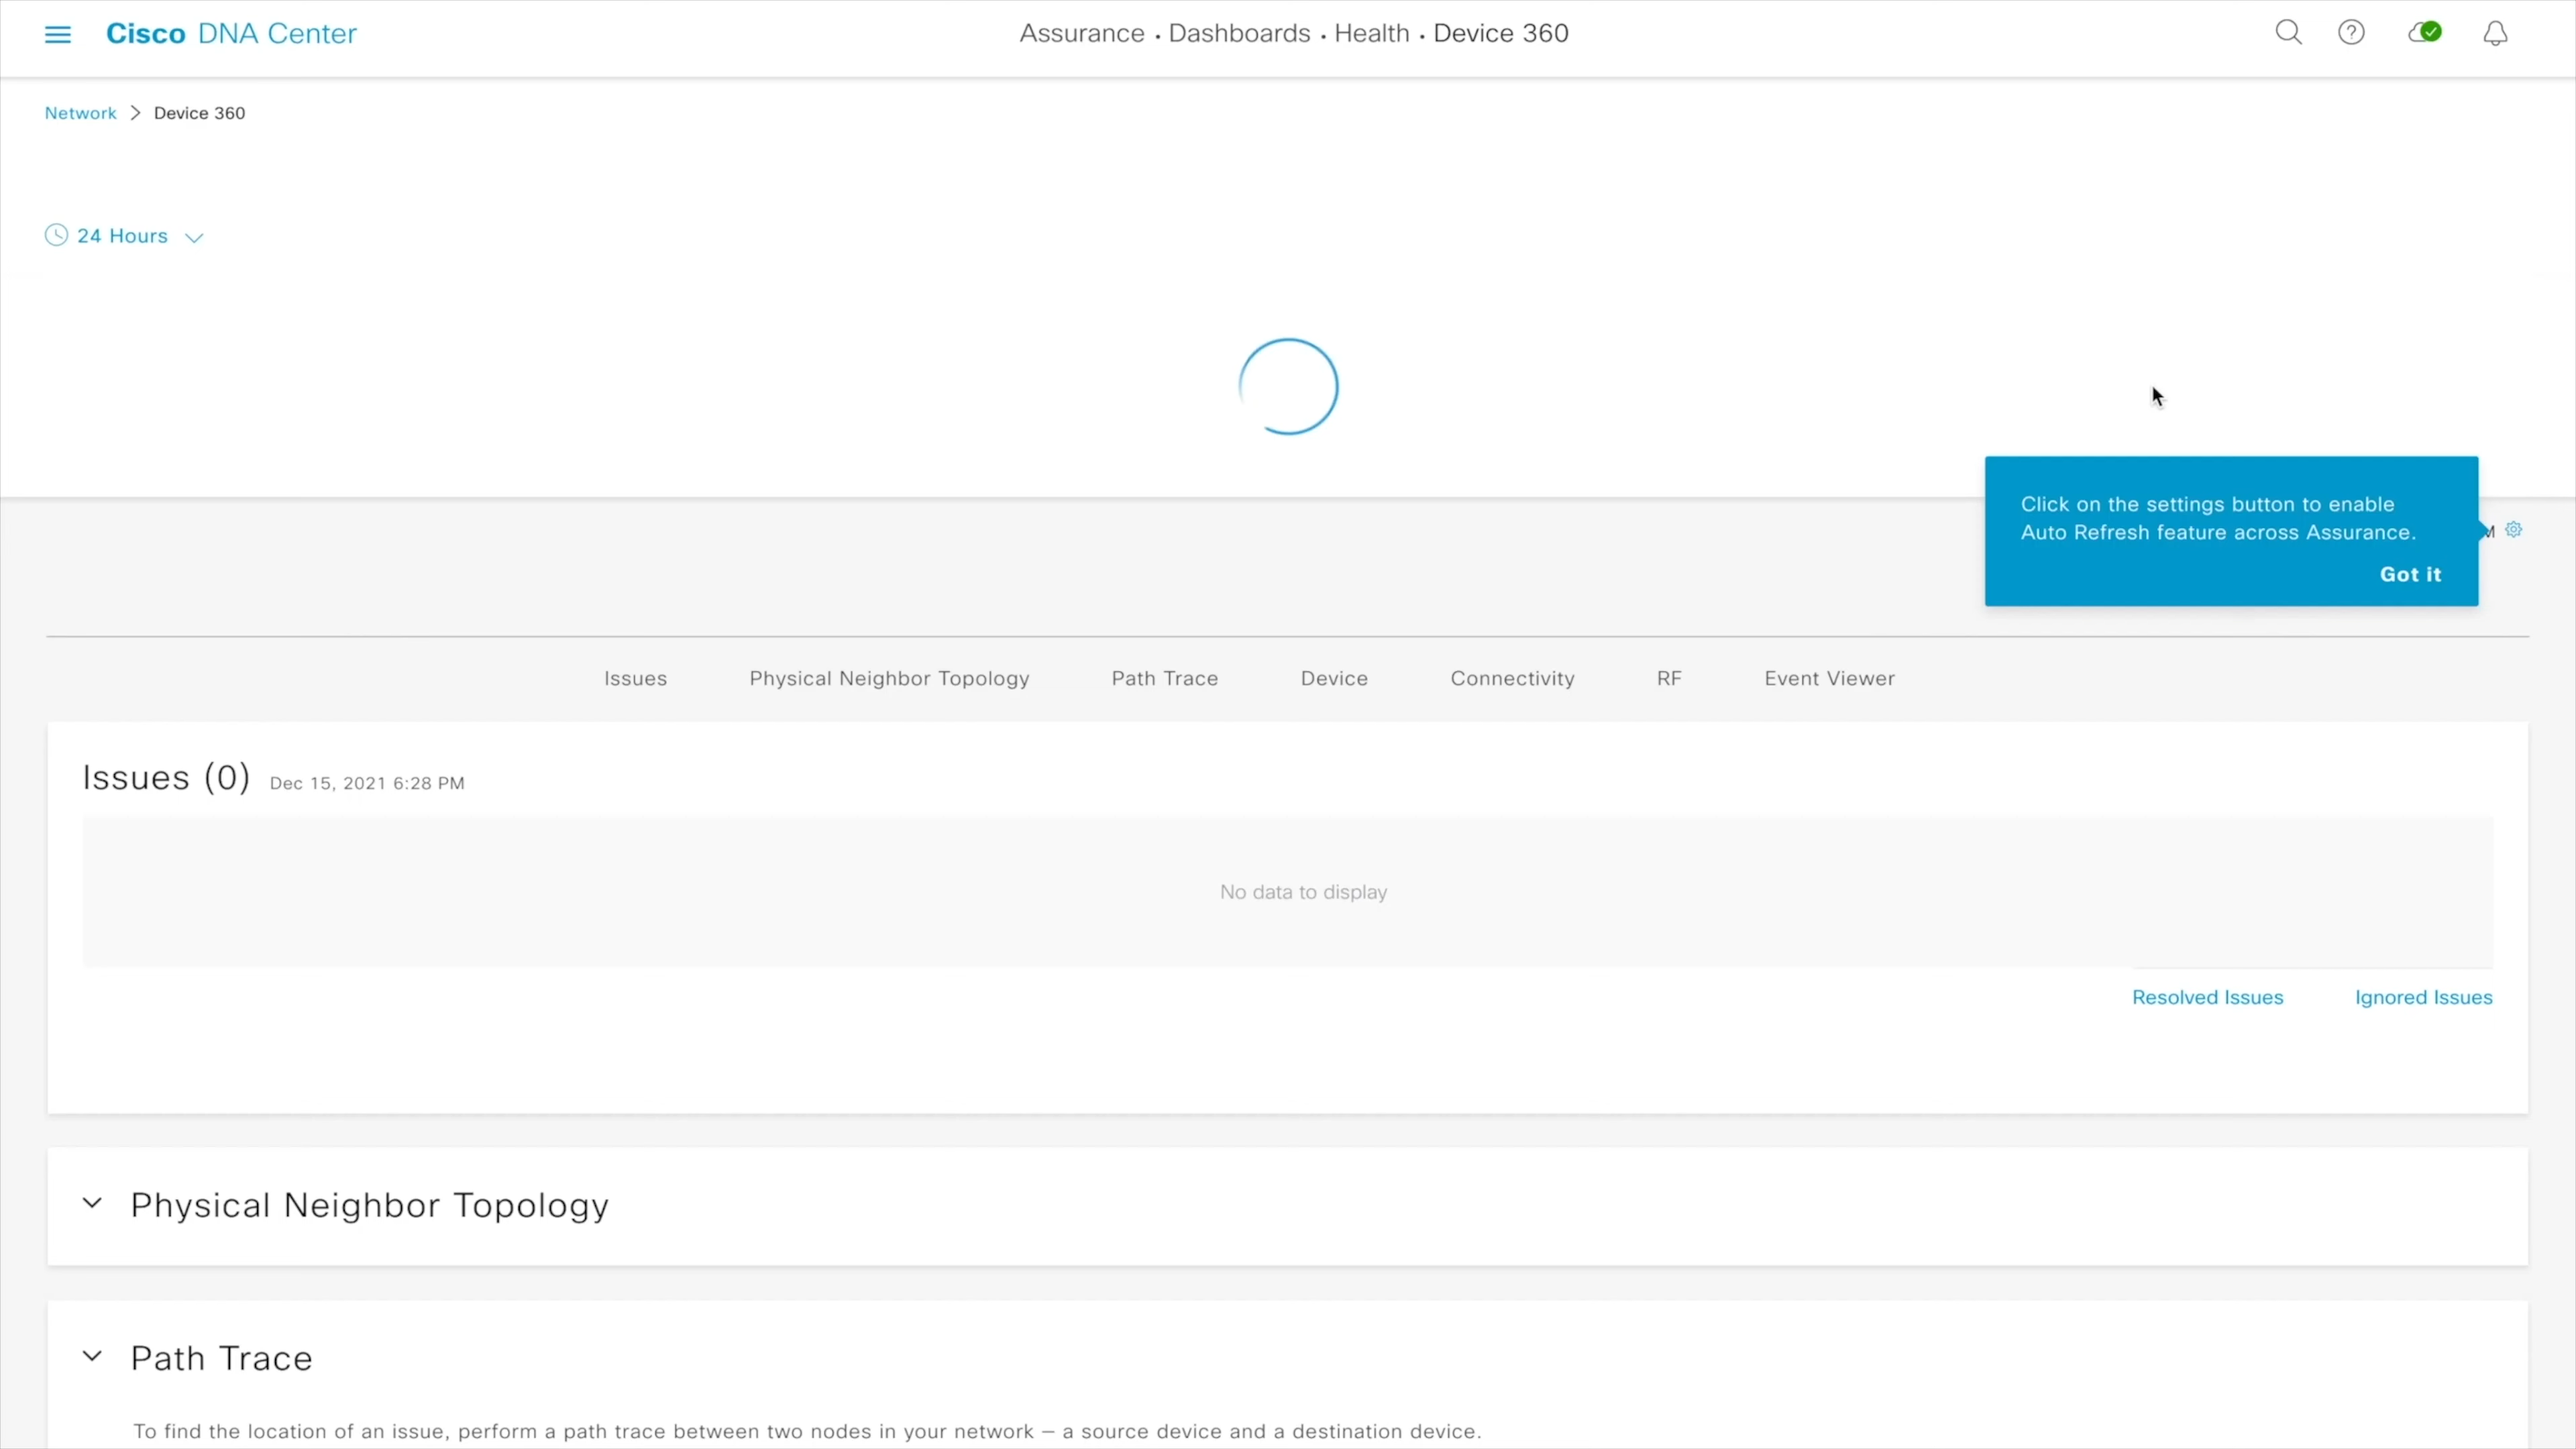 Cisco DNA Center
Assurance · Dashboards · Health · Device 360
Network > Device 360
24 Hours
Click on the settings button to enable
Auto Refresh feature across Assurance.
M
Got it
Issues Physical Neighbor Topology Path Trace Device Connectivity RF Event Viewer
Issues (0) Dec 15, 2021 6:28 PM
No data to display
Resolved Issues Ignored Issues
Physical Neighbor Topology
Path Trace
To find the location of an issue, perform a path trace between two nodes in your network – a source device and a destination device.